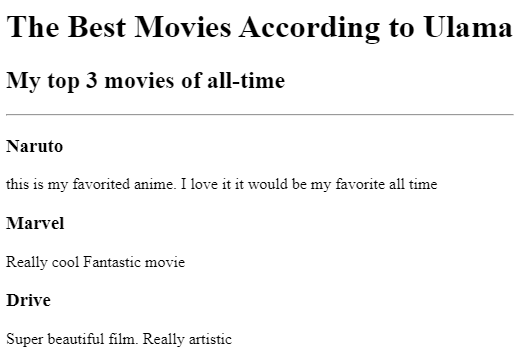 The Best Movies According to Ulama
My top 3 movies of all-time
Naruto
this is my favorited anime. I love it it would be my favorite all time
Marvel
Really cool Fantastic movie
Drive
Super beautiful film. Really artistic